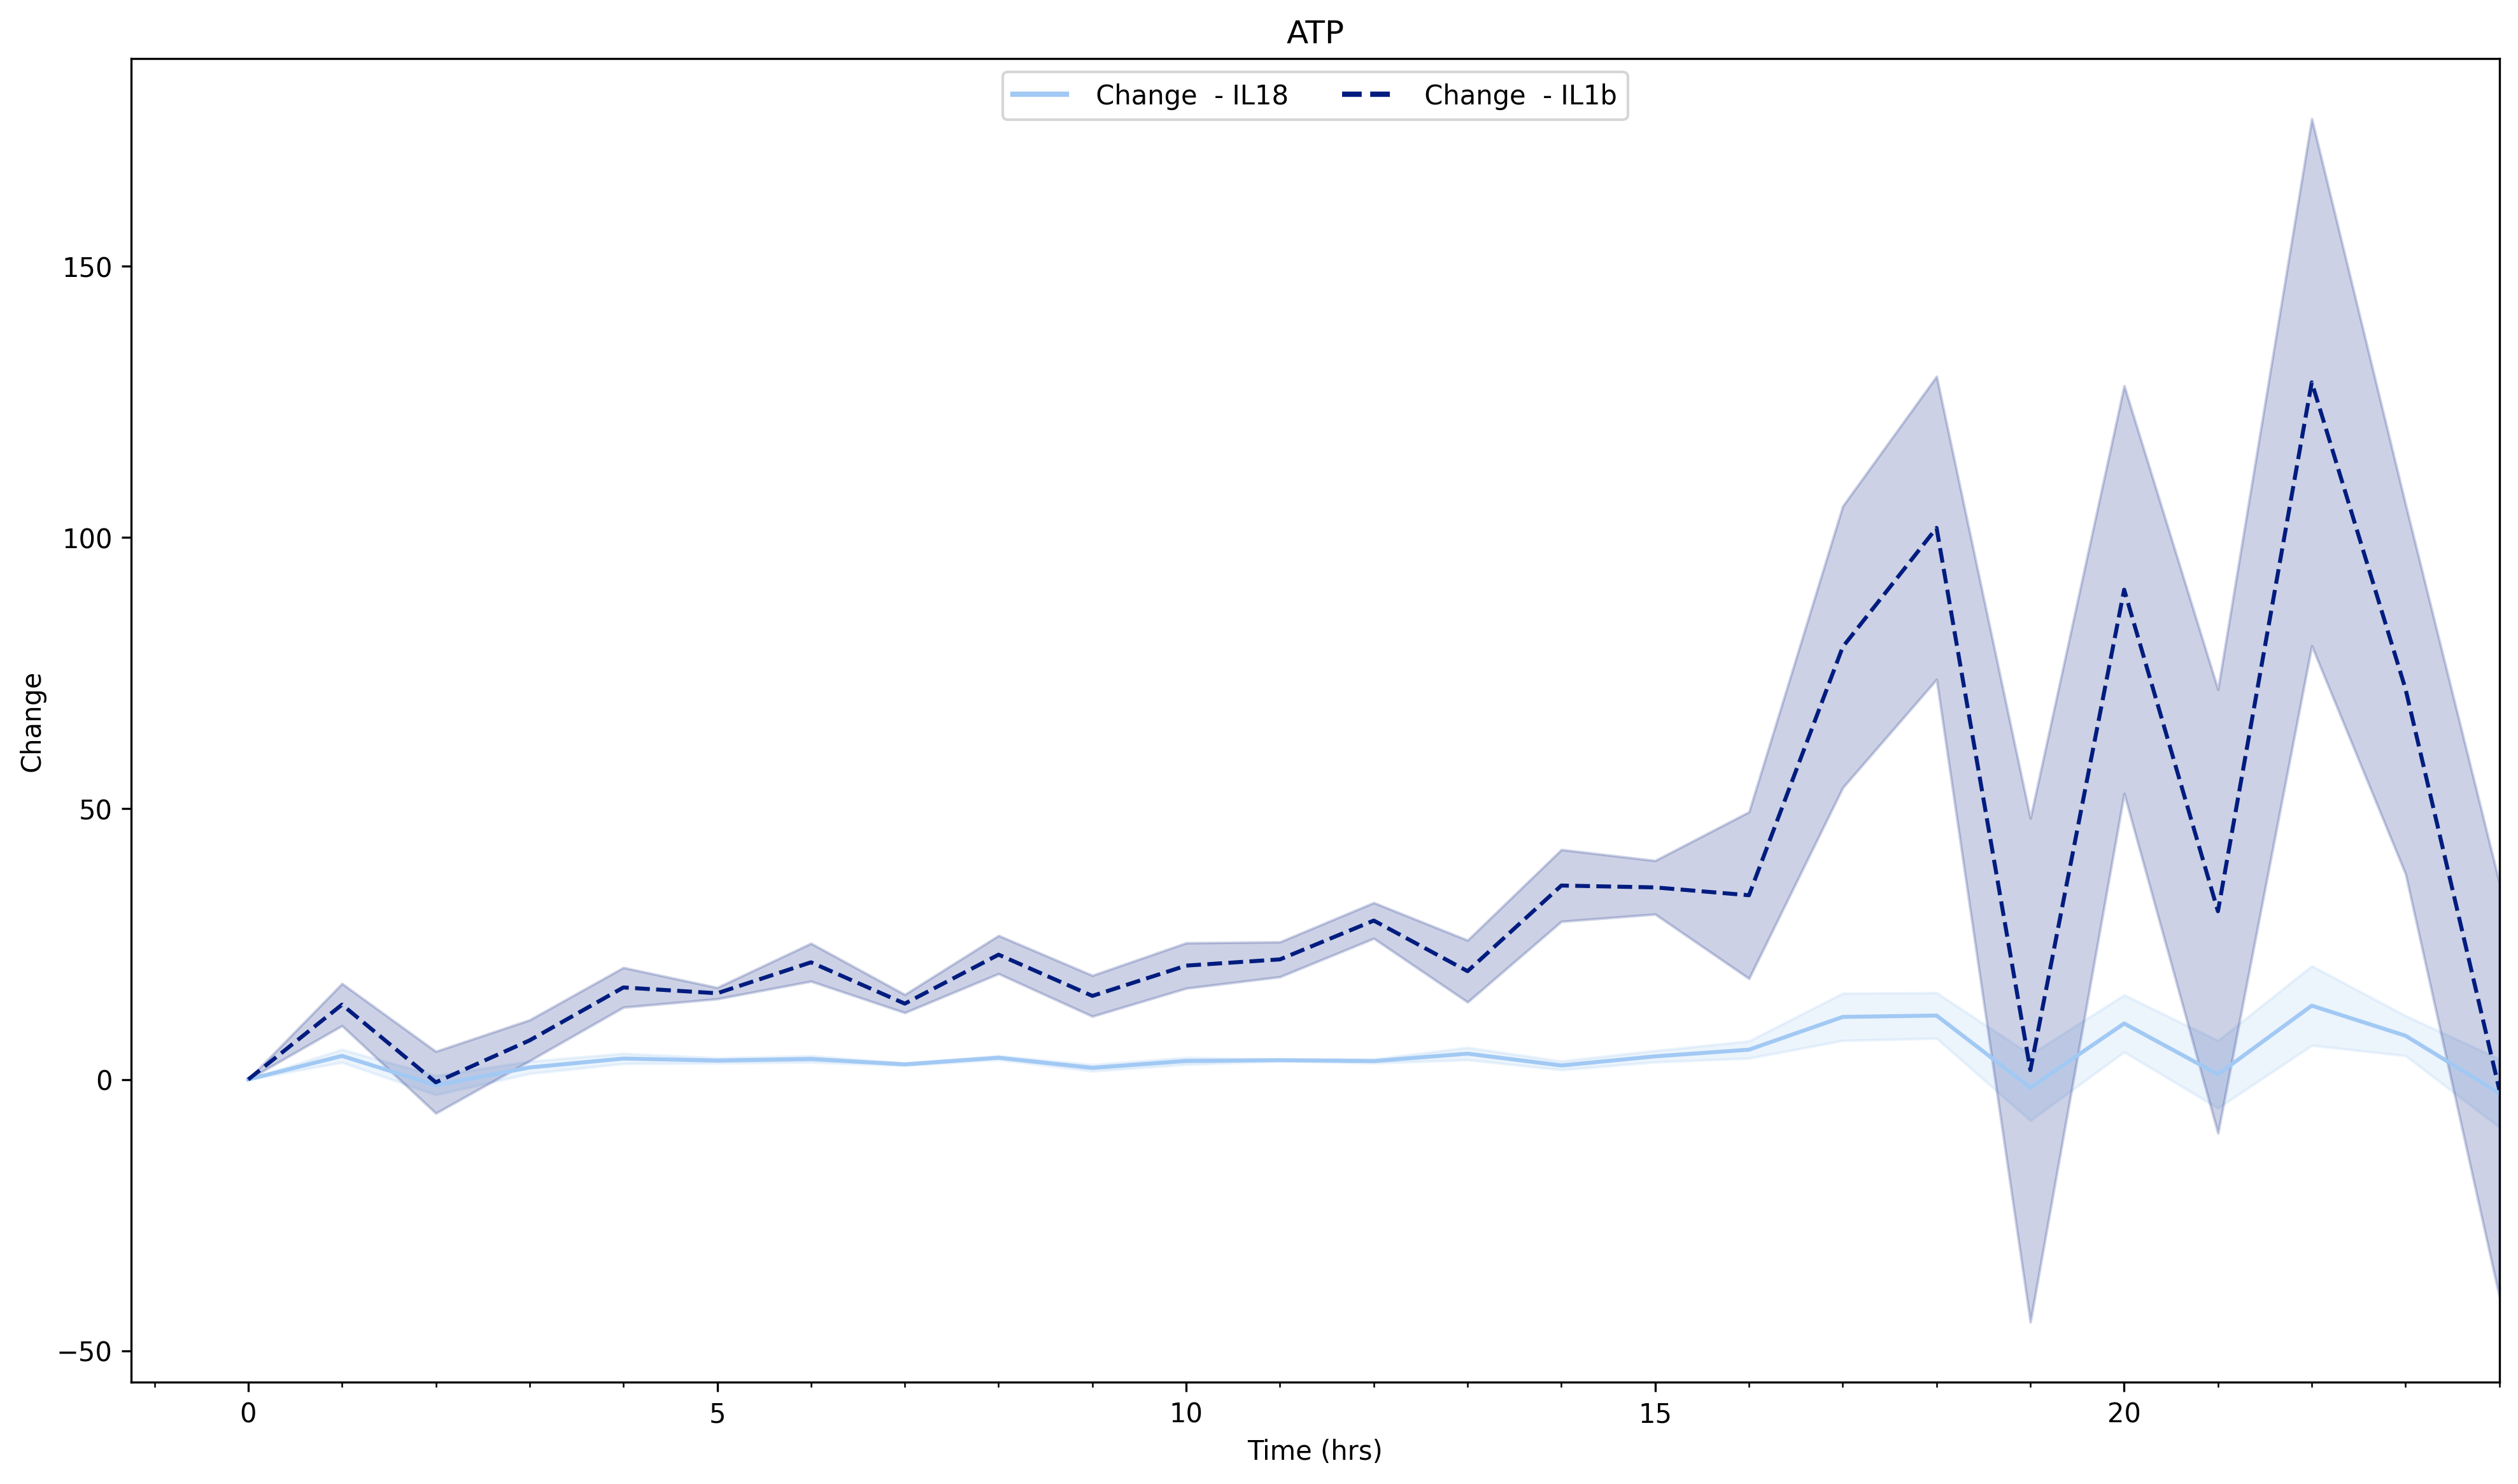 ATP
Change  - IL18
Change  - IL1b
Change
150
100
50
0
−50
0
5
10
15
20
Time (hrs)